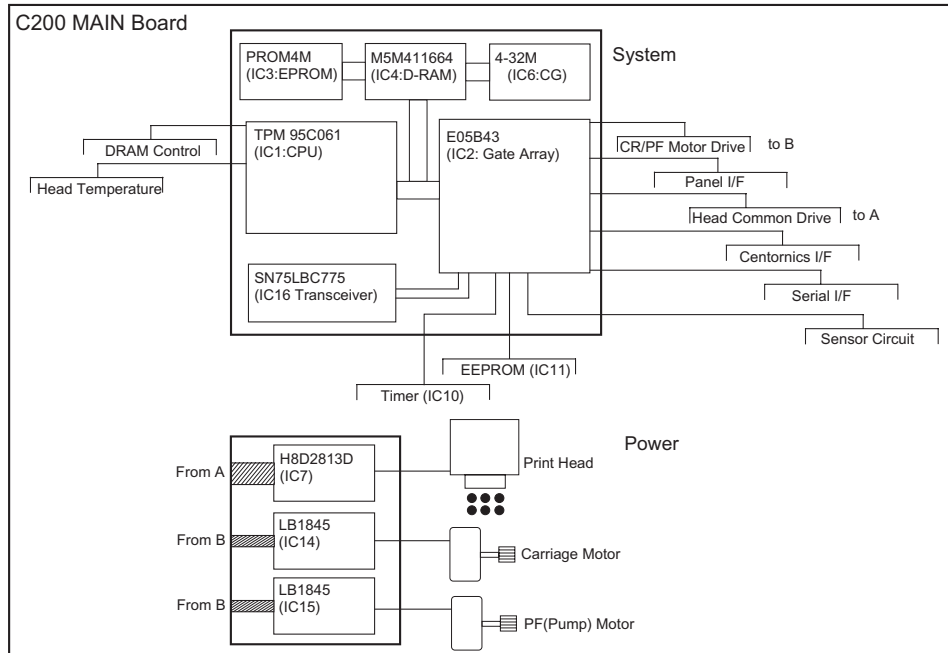 C200 MAIN Board
System
PROM4M
(IC3:EPROM)
M5M411664
(IC4:D-RAM)
4-32M
(IC6:CG)
TPM 95C061
(IC1:CPU)
E05B43
(IC2: Gate Array)
DRAM Control
Head Temperature
CR/PF Motor Drive
to B
Panel I/F
Head Common Drive
to A
Centornics I/F
Serial I/F
Sensor Circuit
SN75LBC775
(IC16 Transceiver)
EEPROM (IC11)
Timer (IC10)
Power
From A
H8D2813D
(IC7)
Print Head
From B
LB1845
(IC14)
Carriage Motor
From B
LB1845
(IC15)
PF(Pump) Motor